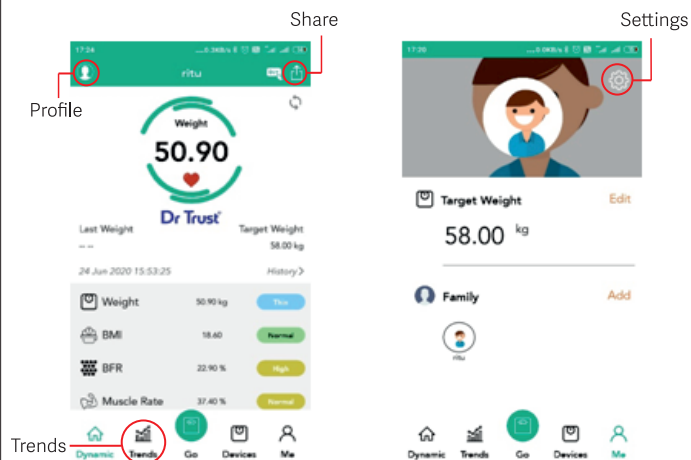 Share
Settings
17:24
17:20
ritu
Profile
Weight
50.90
Dr Trust
Last Weight
Target Weight
-- --
58.00 kg
24 Jun 2020 15:53:25
History >
Weight
50.90 kg
Thin
BMI
18.60
Normal
BFR
22.90 %
High
Muscle Rate
37.40 %
Normal
Trends
Dynamic
Trends
Go
Devices
Me
Target Weight
Edit
58.00 kg
Family
Add
ritu
Dynamic
Trends
Go
Devices
Me